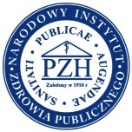 NARODOWY INSTYTUT
ZDROWIA PUBLICZNEGO
SANITATI PUBLICAE AUGENDAE
PZH
Założony w 1918 r.